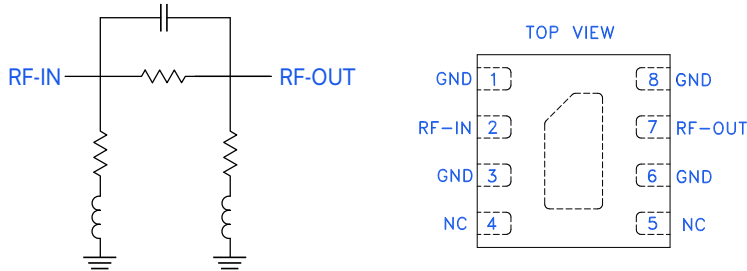 RF-IN
RF-OUT
TOP VIEW
GND 1
8 GND
RF-IN 2
7 RF-OUT
GND 3
6 GND
NC 4
5 NC